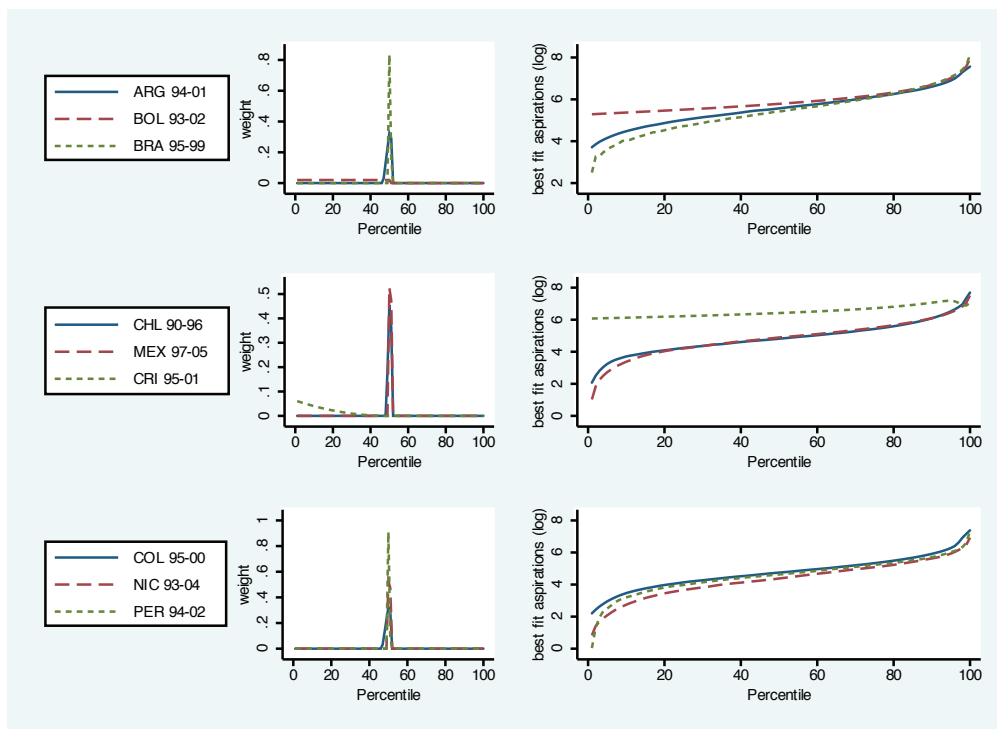 ARG 94-01
BOL 93-02
BRA 95-99
weight
0 .2 .4 .6 .8
0 20 40 60 80 100
Percentile
best fit aspirations (log)
2 4 6 8
0 20 40 60 80 100
Percentile
CHL 90-96
MEX 97-05
CRI 95-01
weight
0 .1 .2 .3 .4 .5
0 20 40 60 80 100
Percentile
best fit aspirations (log)
0 2 4 6 8
0 20 40 60 80 100
Percentile
COL 95-00
NIC 93-04
PER 94-02
weight
0 .2 .4 .6 .8 1
0 20 40 60 80 100
Percentile
best fit aspirations (log)
0 2 4 6 8
0 20 40 60 80 100
Percentile